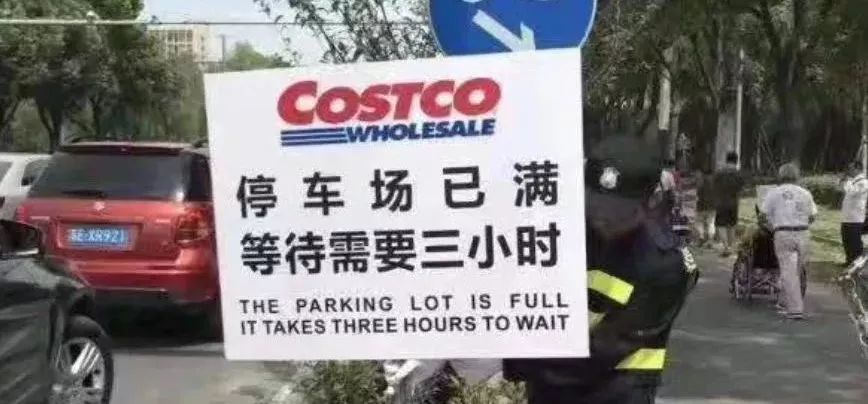 COSTCO
WHOLESALE
停车场已满
等待需要三小时
THE PARKING LOT IS FULL
IT TAKES THREE HOURS TO WAIT